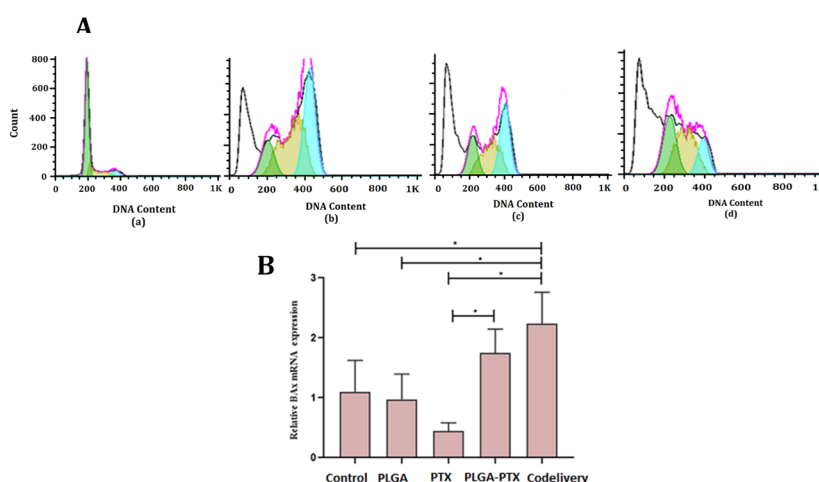 A
800
600
400
200
0
Count
0 200 400 600 800 1K
DNA Content
(a)
0 200 400 600 800 1K
DNA Content
(b)
0 200 400 600 800 1K
DNA Content
(c)
0 200 400 600 800 1
DNA Content
(d)
B
* 
*
*
*
3
2
1
0
Relative BAx mRNA expression
Control PLGA PTX PLGA-PTX Codelivery